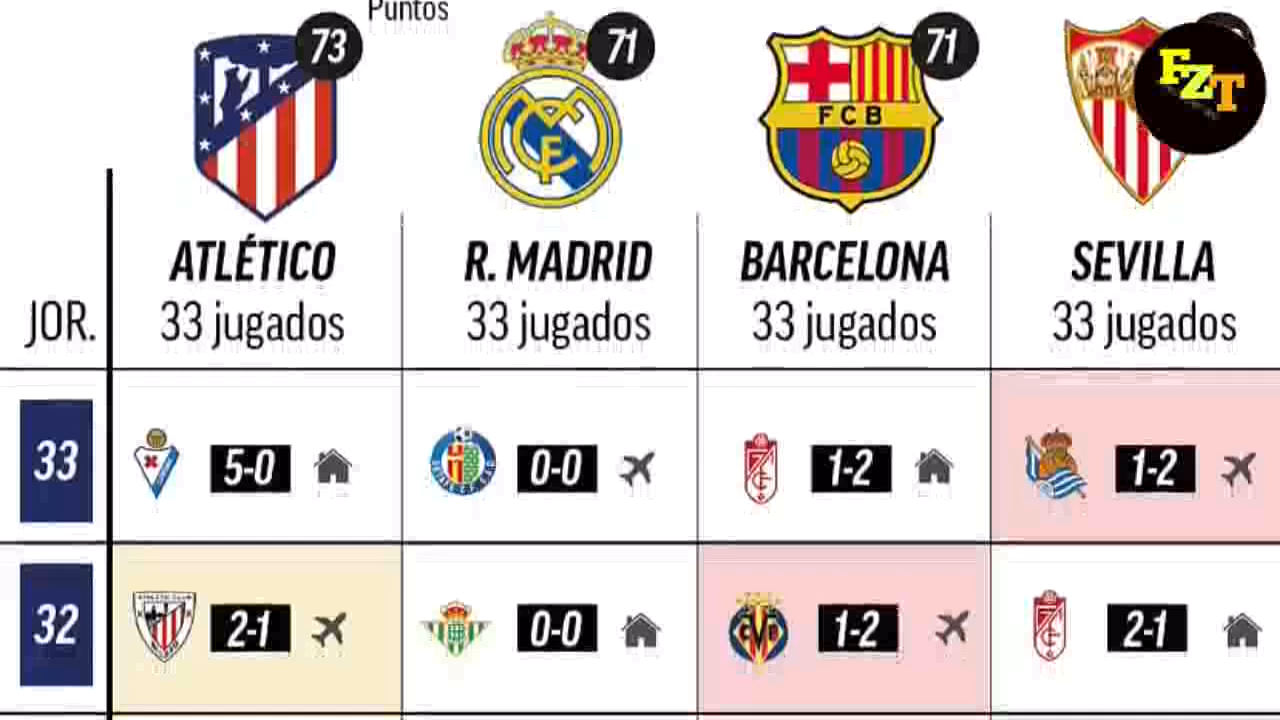 Puntos
73
71
71
FZT
FCB
ATLÉTICO
R. MADRID
BARCELONA
SEVILLA
JOR.
33 jugados
33 jugados
33 jugados
33 jugados
33
5-0
0-0
1-2
1-2
32
2-1
0-0
1-2
2-1